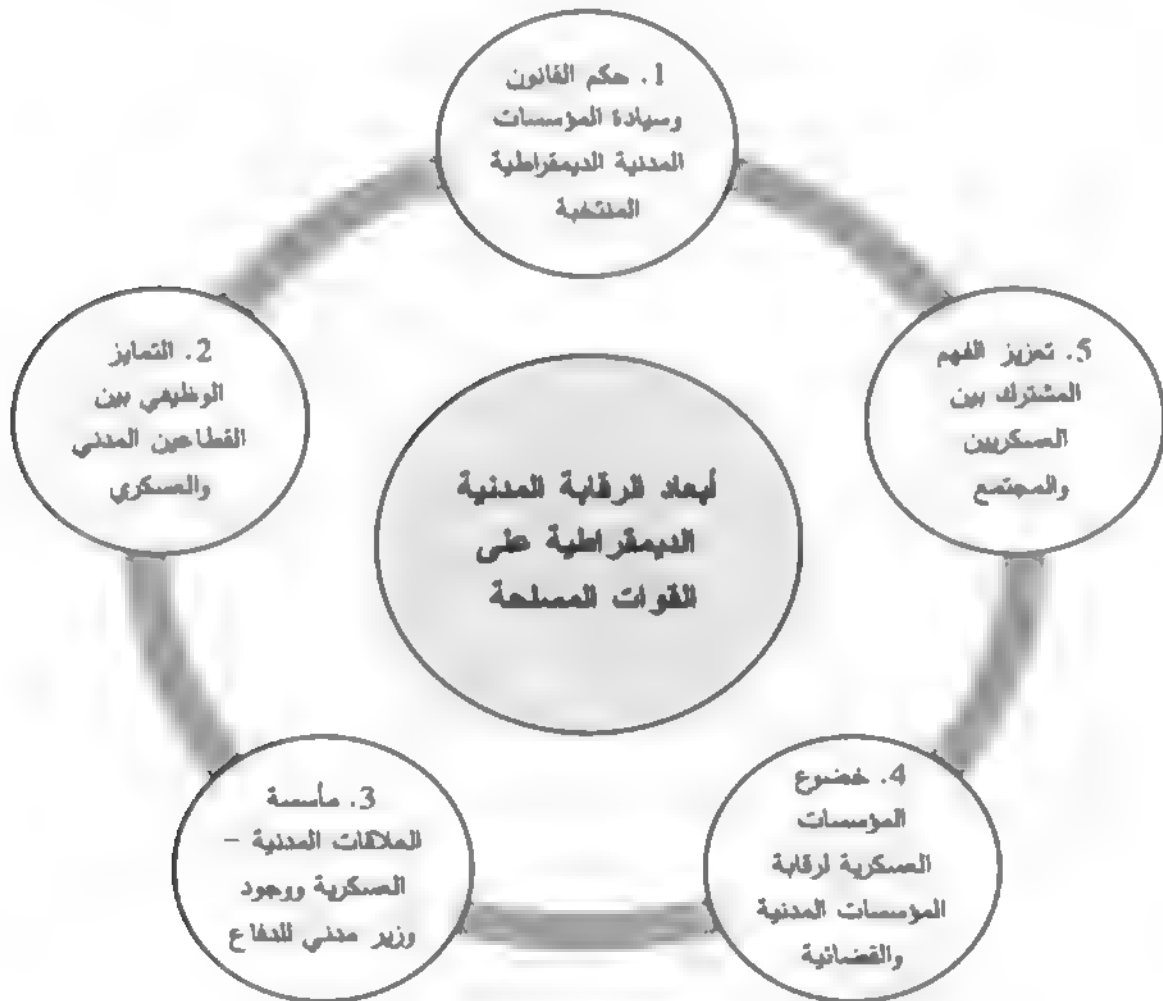 1. حكم القانون
وسيادة المؤسسات
المدنية الديمقراطية
المنتخبة
2. التمايز
الوظيفي بين
القطاعين المدني
والعسكري
3. مأسسة
العلاقات المدنية –
العسكرية ووجود
وزير مدني للدفاع
4. خضوع
المؤسسات
العسكرية لرقابة
المؤسسات المدنية
والقضائية
5. تعزيز الفهم
المشترك بين
العسكريين
والمجتمع
أبعاد الرقابة المدنية
الديمقراطية على
القوات المسلحة